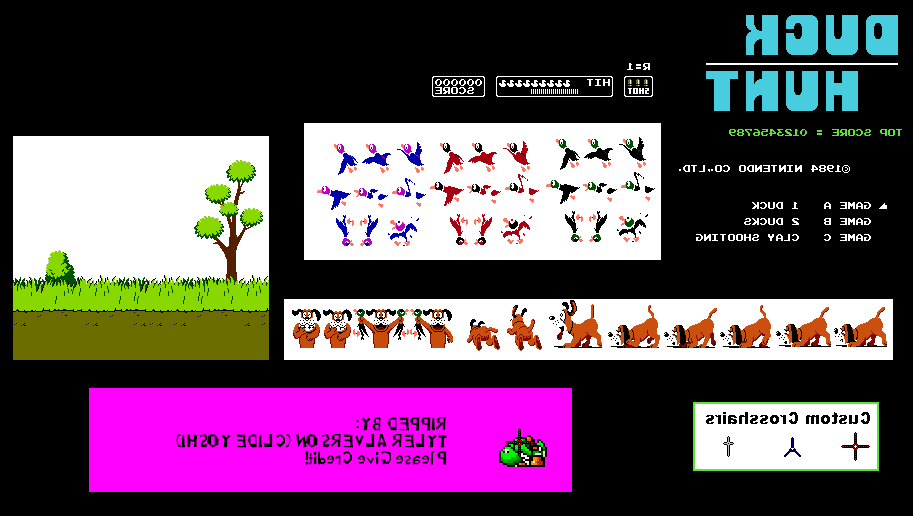 DUCK
HUNT
TOP SCORE = 0123456789
©1984 NINTENDO CO.,LTD.
GAME A 1 DUCK
GAME B 2 DUCKS
GAME C CLAY SHOOTING
R=1
SHOT
HIT
000000
SCORE
RIPPED BY:
TYLER ALVERSON (GLIDE YOSHI)
Please Give Credit!
Custom Crosshairs